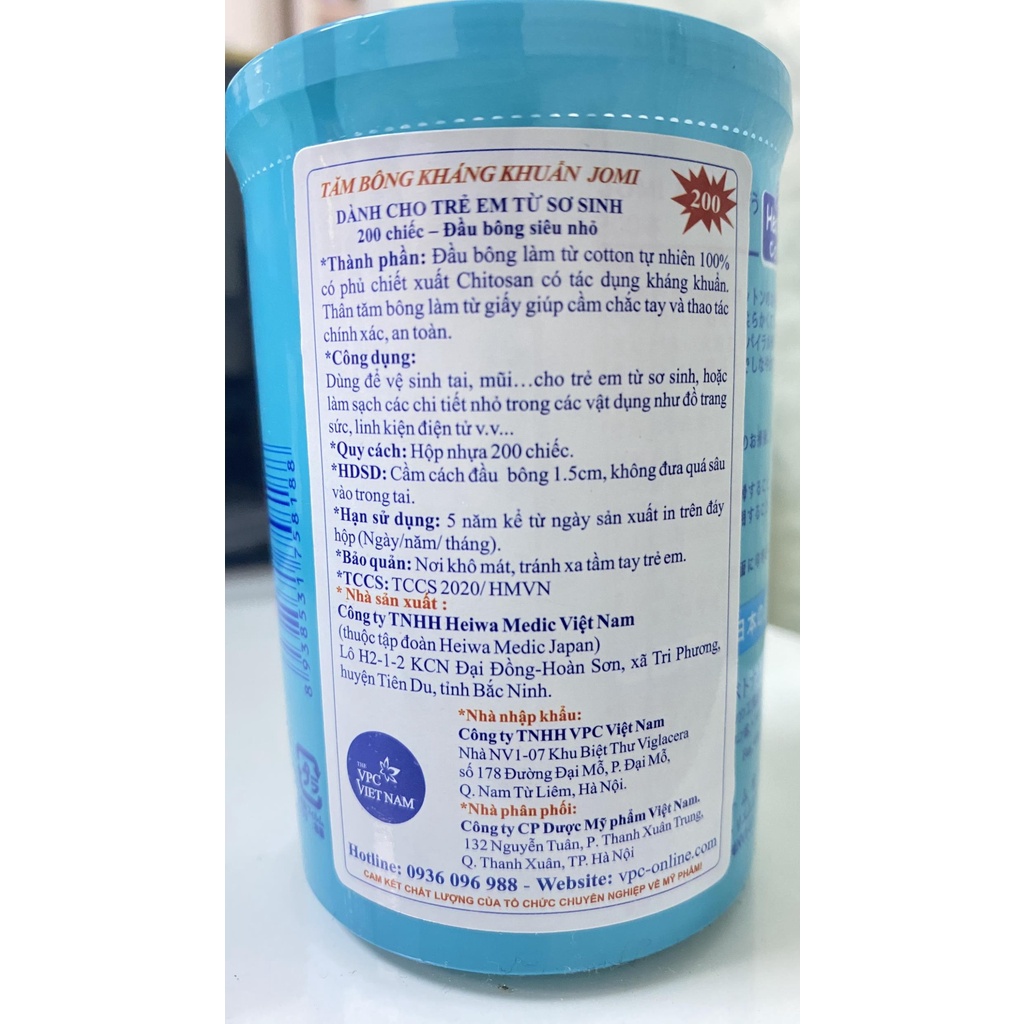 TĂM BÔNG KHÁNG KHUẨN JOMI
200
DÀNH CHO TRẺ EM TỪ SƠ SINH
200 chiếc – Đầu bông siêu nhỏ
*Thành phần: Đầu bông làm từ cotton tự nhiên 100%
có phủ chiết xuất Chitosan có tác dụng kháng khuẩn.
Thân tăm bông làm từ giấy giúp cầm chắc tay và thao tác
chính xác, an toàn.
*Công dụng:
Dùng để vệ sinh tai, mũi...cho trẻ em từ sơ sinh, hoặc
làm sạch các chi tiết nhỏ trong các vật dụng như đồ trang
sức, linh kiện điện tử v.v...
*Quy cách: Hộp nhựa 200 chiếc.
*HDSD: Cầm cách đầu bông 1.5cm, không đưa quá sâu
vào trong tai.
*Hạn sử dụng: 5 năm kể từ ngày sản xuất in trên đáy
hộp (Ngày/năm/ tháng).
*Bảo quản: Nơi khô mát, tránh xa tầm tay trẻ em.
*TCCS: TCCS 2020/ HMVN
* Nhà sản xuất :
Công ty TNHH Heiwa Medic Việt Nam
(thuộc tập đoàn Heiwa Medic Japan)
Lô H2-1-2 KCN Đại Đồng-Hoàn Sơn, xã Tri Phương,
huyện Tiên Du, tỉnh Bắc Ninh.
*Nhà nhập khẩu:
Công ty TNHH VPC Việt Nam
Nhà NV1-07 Khu Biệt Thư Viglacera
số 178 Đường Đại Mỗ, P. Đại Mỗ,
Q. Nam Từ Liêm, Hà Nội.
*Nhà phân phối:
Công ty CP Dược Mỹ phẩm Việt Nam.
132 Nguyễn Tuân, P. Thanh Xuân Trung,
Q. Thanh Xuân, TP. Hà Nội
THE
VPC
VIET NAM
Hotline: 0936 096 988 - Website: vpc-online.com
CAM KẾT CHẤT LƯỢNG CỦA TỔ CHỨC CHUYÊN NGHIỆP VỀ MỸ PHẨM!
8938531758188